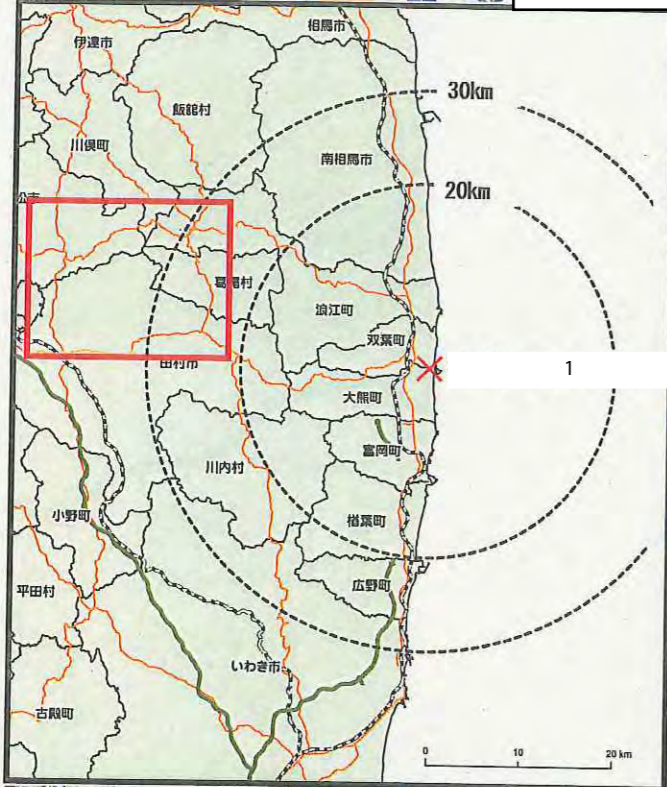 相馬市
伊達市
飯舘村
30km
川俣町
南相馬市
20km
葛尾村
浪江町
双葉町
田村市
1
大熊町
富岡町
川内村
小野町
楢葉町
広野町
平田村
いわき市
古殿町
0 10 20 km